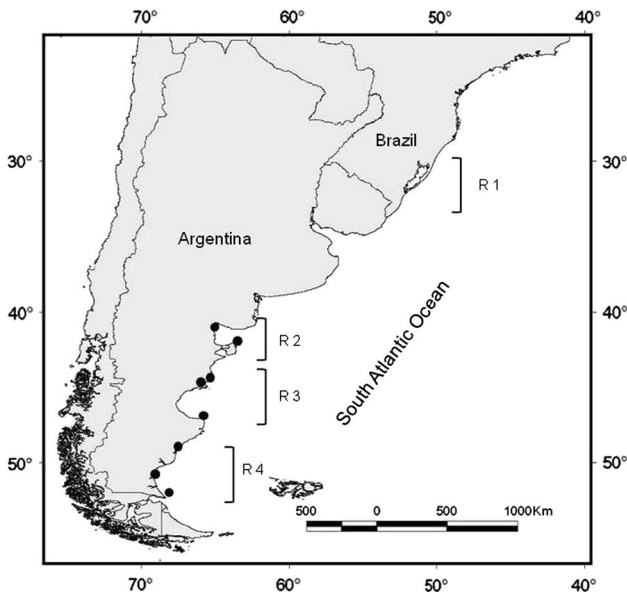 70° 60° 50° 40°
Brazil
30° 30°
R 1
Argentina
40° 40°
R 2
South Atlantic Ocean
R 3
R 4
50° 50°
500 0 500 1000Km
70° 60° 50° 40°